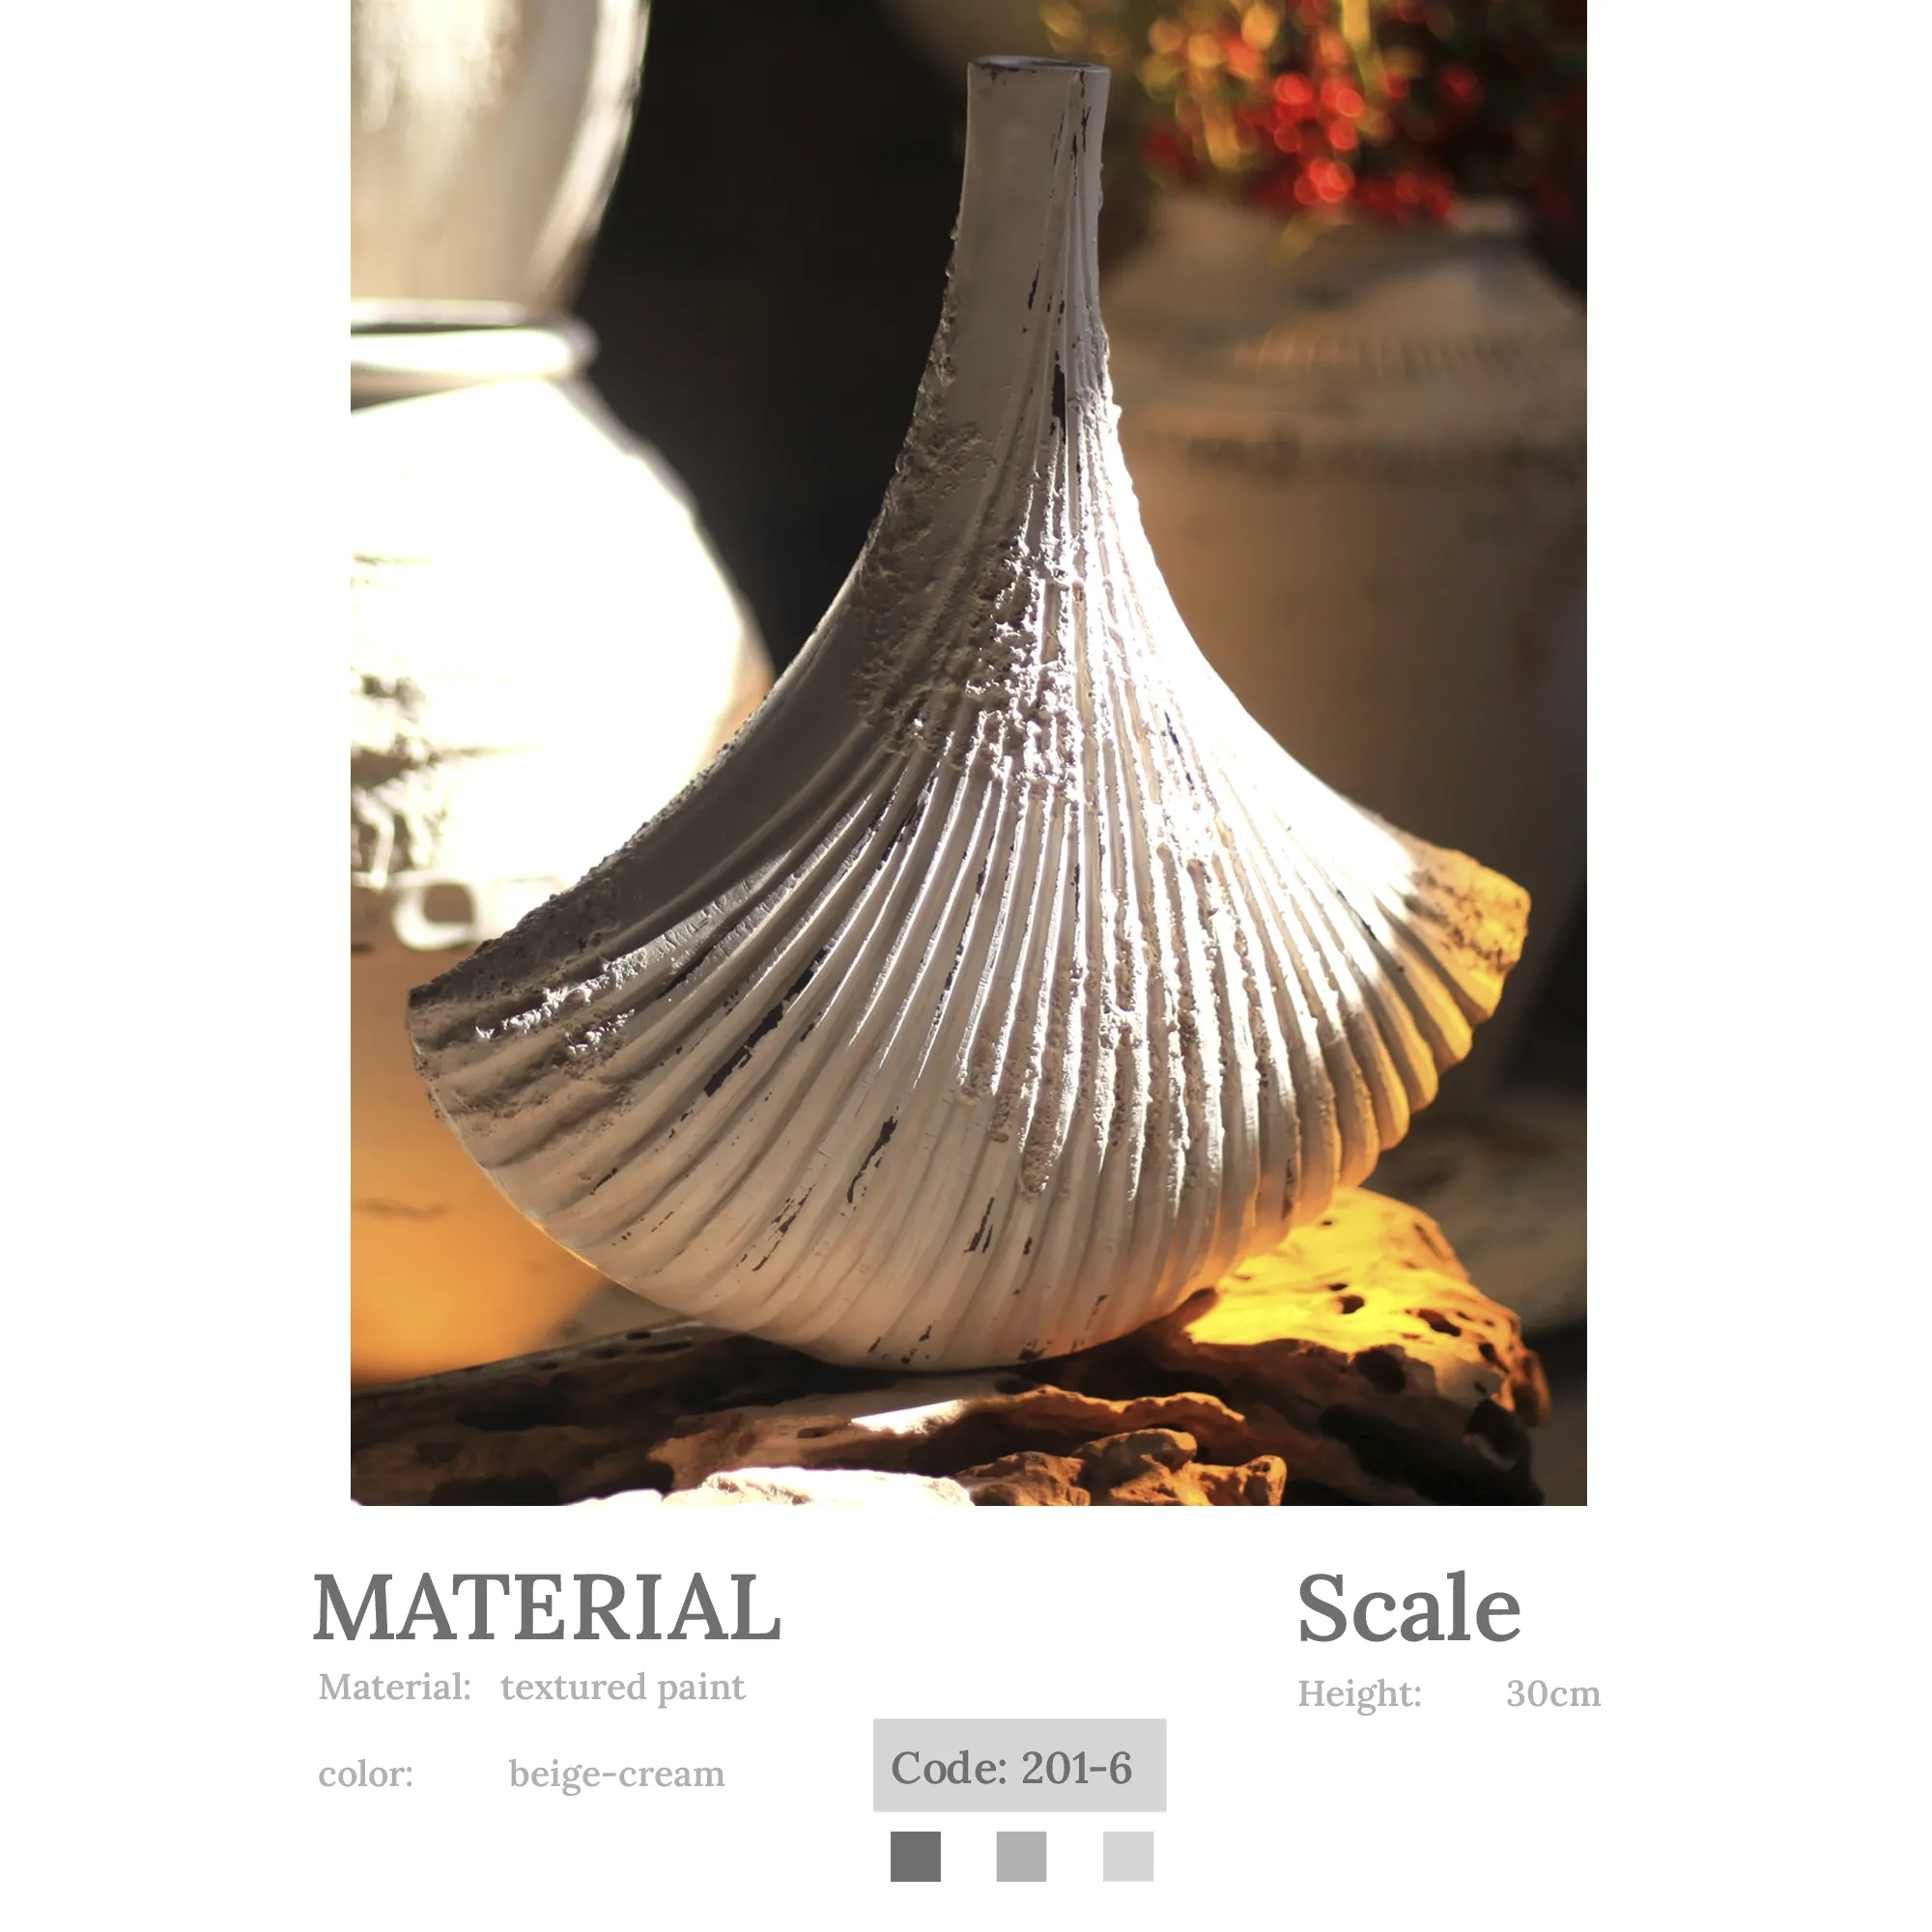 MATERIAL
Material: textured paint
color: beige-cream
Code: 201-6
Scale
Height: 30cm